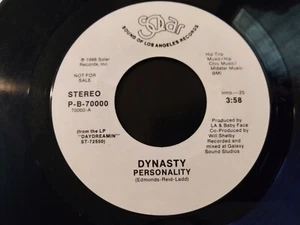 Solar
SOUND OF LOS ANGELES RECORDS
℗ 1988 Solar
Records, Inc.
NOT FOR
SALE
STEREO
P-B-70000
70000-A
(from the LP
"DAYDREAMIN'"
ST-72550)
Hip Trip
Music/Hip
Chic Music/
Midstar Music-
BMI
3:58
Produced by
LA & Baby Face
Co-Produced by
Will Shelby
Recorded and
mixed at Galaxy
Sound Studios
DYNASTY
PERSONALITY
(Edmonds-Reid-Ladd)